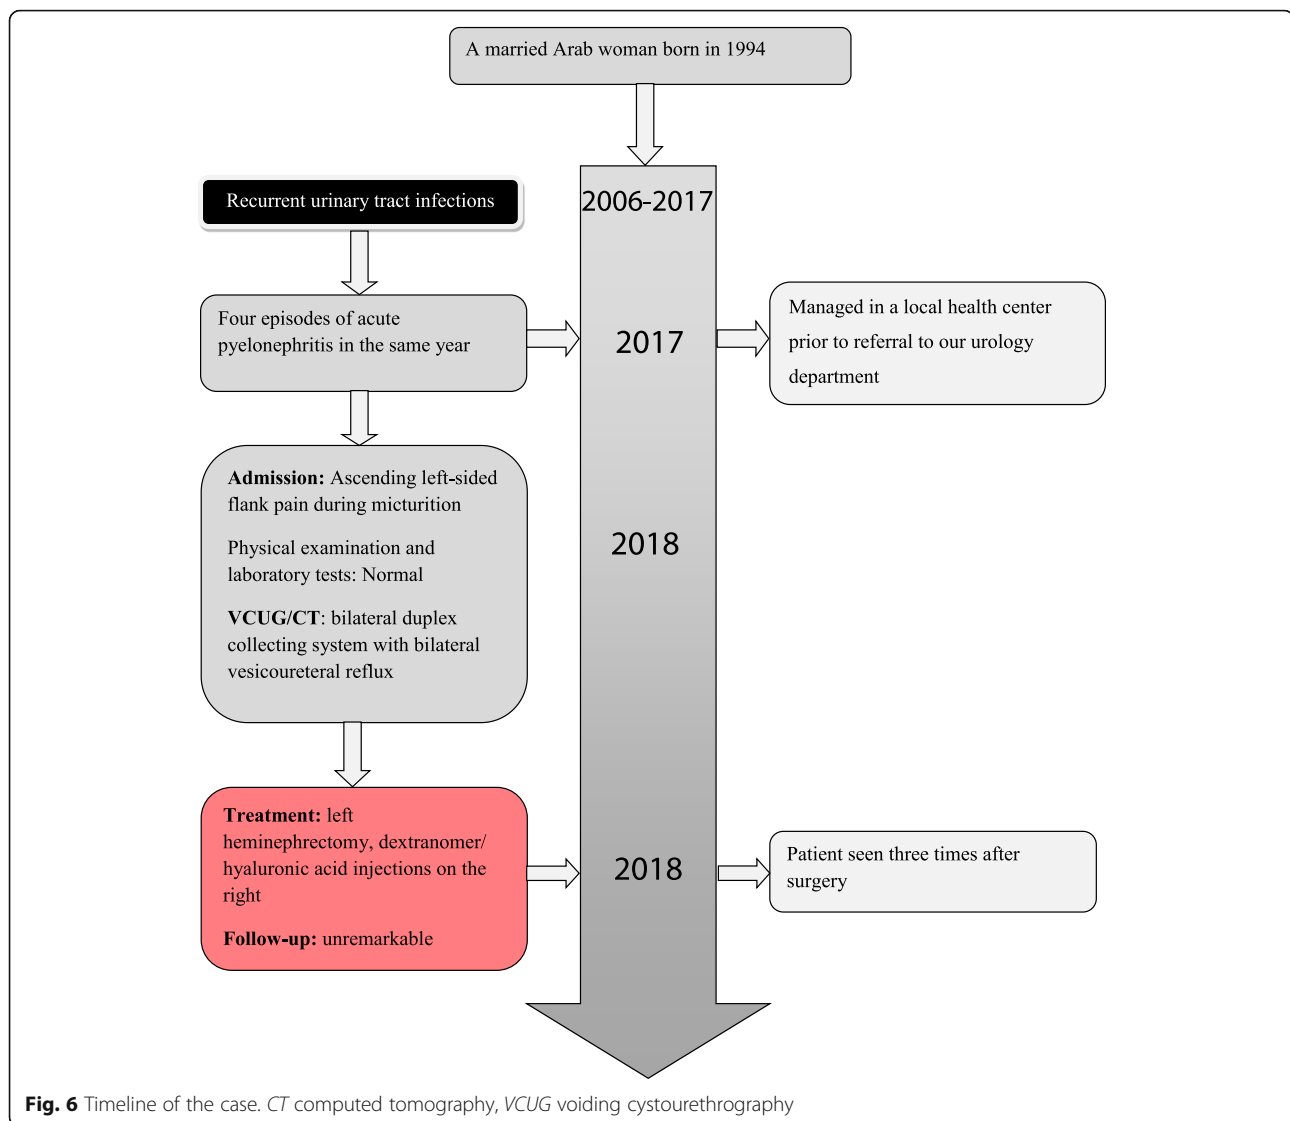 A married Arab woman born in 1994
Recurrent urinary tract infections
2006-2017
Four episodes of acute
pyelonephritis in the same year
2017
Managed in a local health center
prior to referral to our urology
department
Admission: Ascending left-sided
flank pain during micturition
Physical examination and
laboratory tests: Normal
VCUG/CT: bilateral duplex
collecting system with bilateral
vesicoureteral reflux
2018
Treatment: left
heminephrectomy, dextranomer/
hyaluronic acid injections on the
right
Follow-up: unremarkable
2018
Patient seen three times after
surgery
Fig. 6 Timeline of the case. CT computed tomography, VCUG voiding cystourethrography